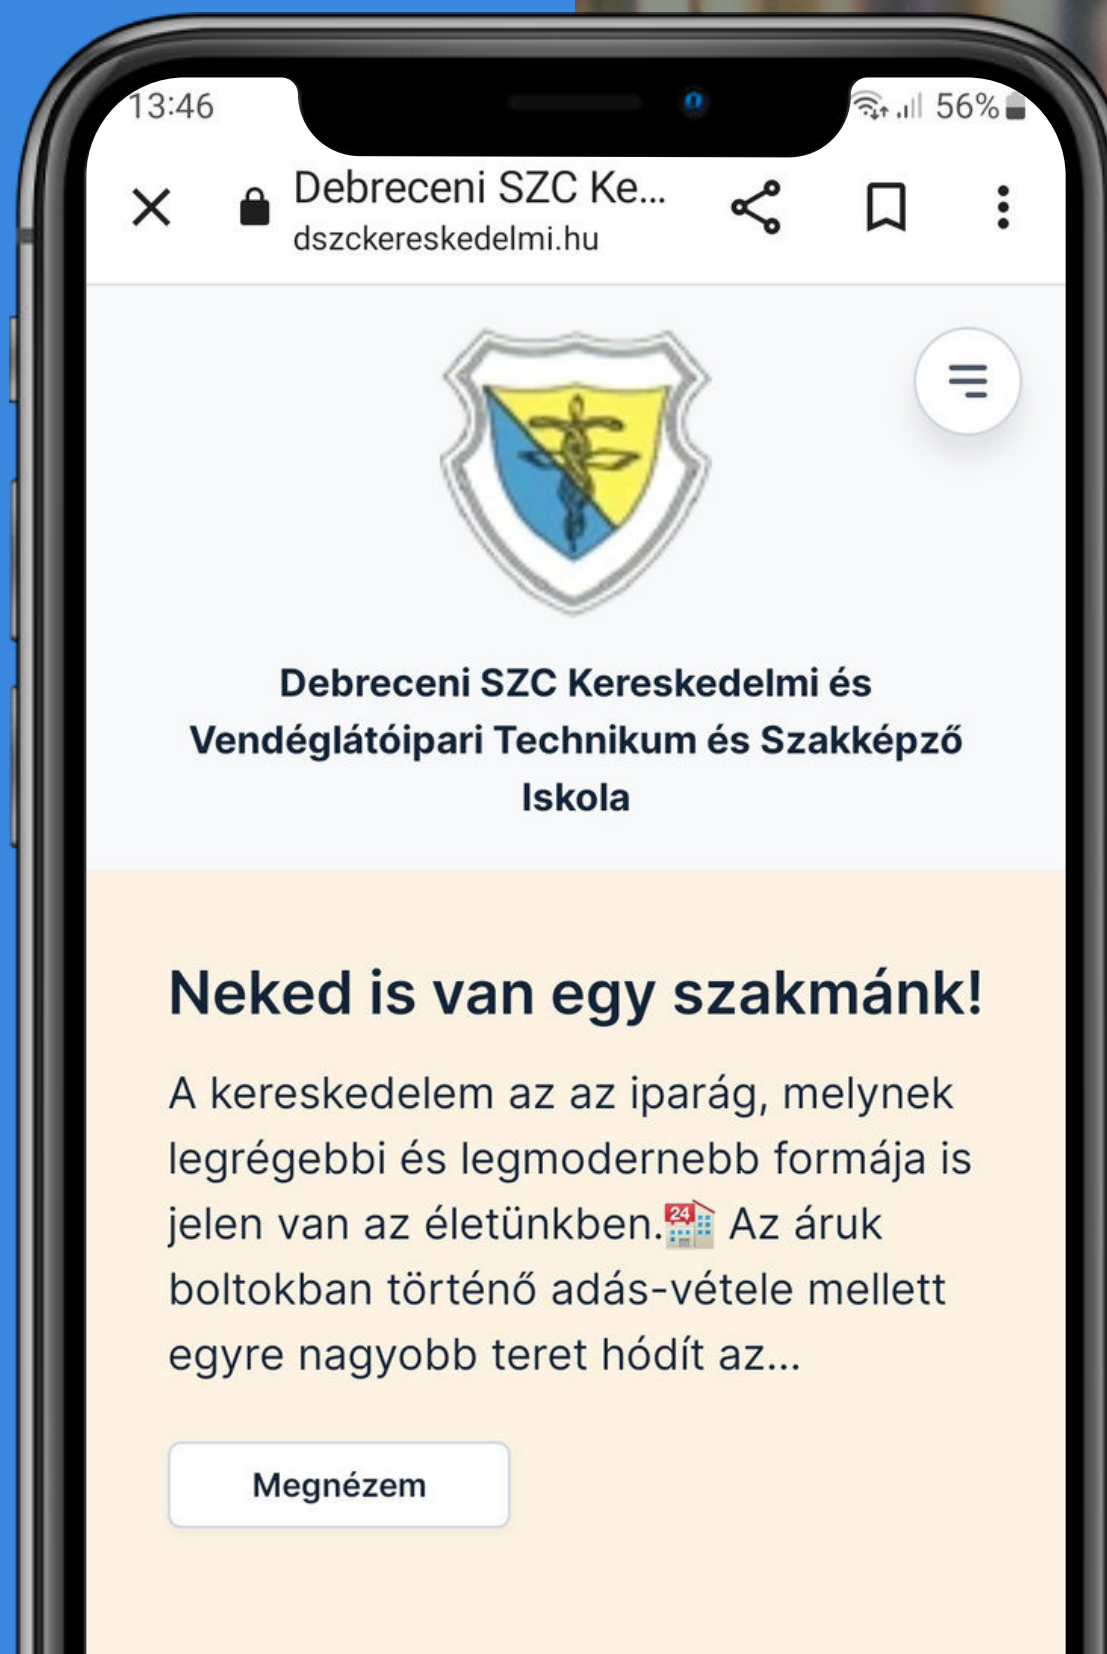 13:46
56%
Debreceni SZC Ke...
dszckereskedelmi.hu
Debreceni SZC Kereskedelmi és
Vendéglátóipari Technikum és Szakképző
Iskola
Neked is van egy szakmánk!
A kereskedelem az az iparág, melynek
legrégebbi és legmodernebb formája is
jelen van az életünkben.🏪 Az áruk
boltokban történő adás-vétele mellett
egyre nagyobb teret hódít az...
Megnézem